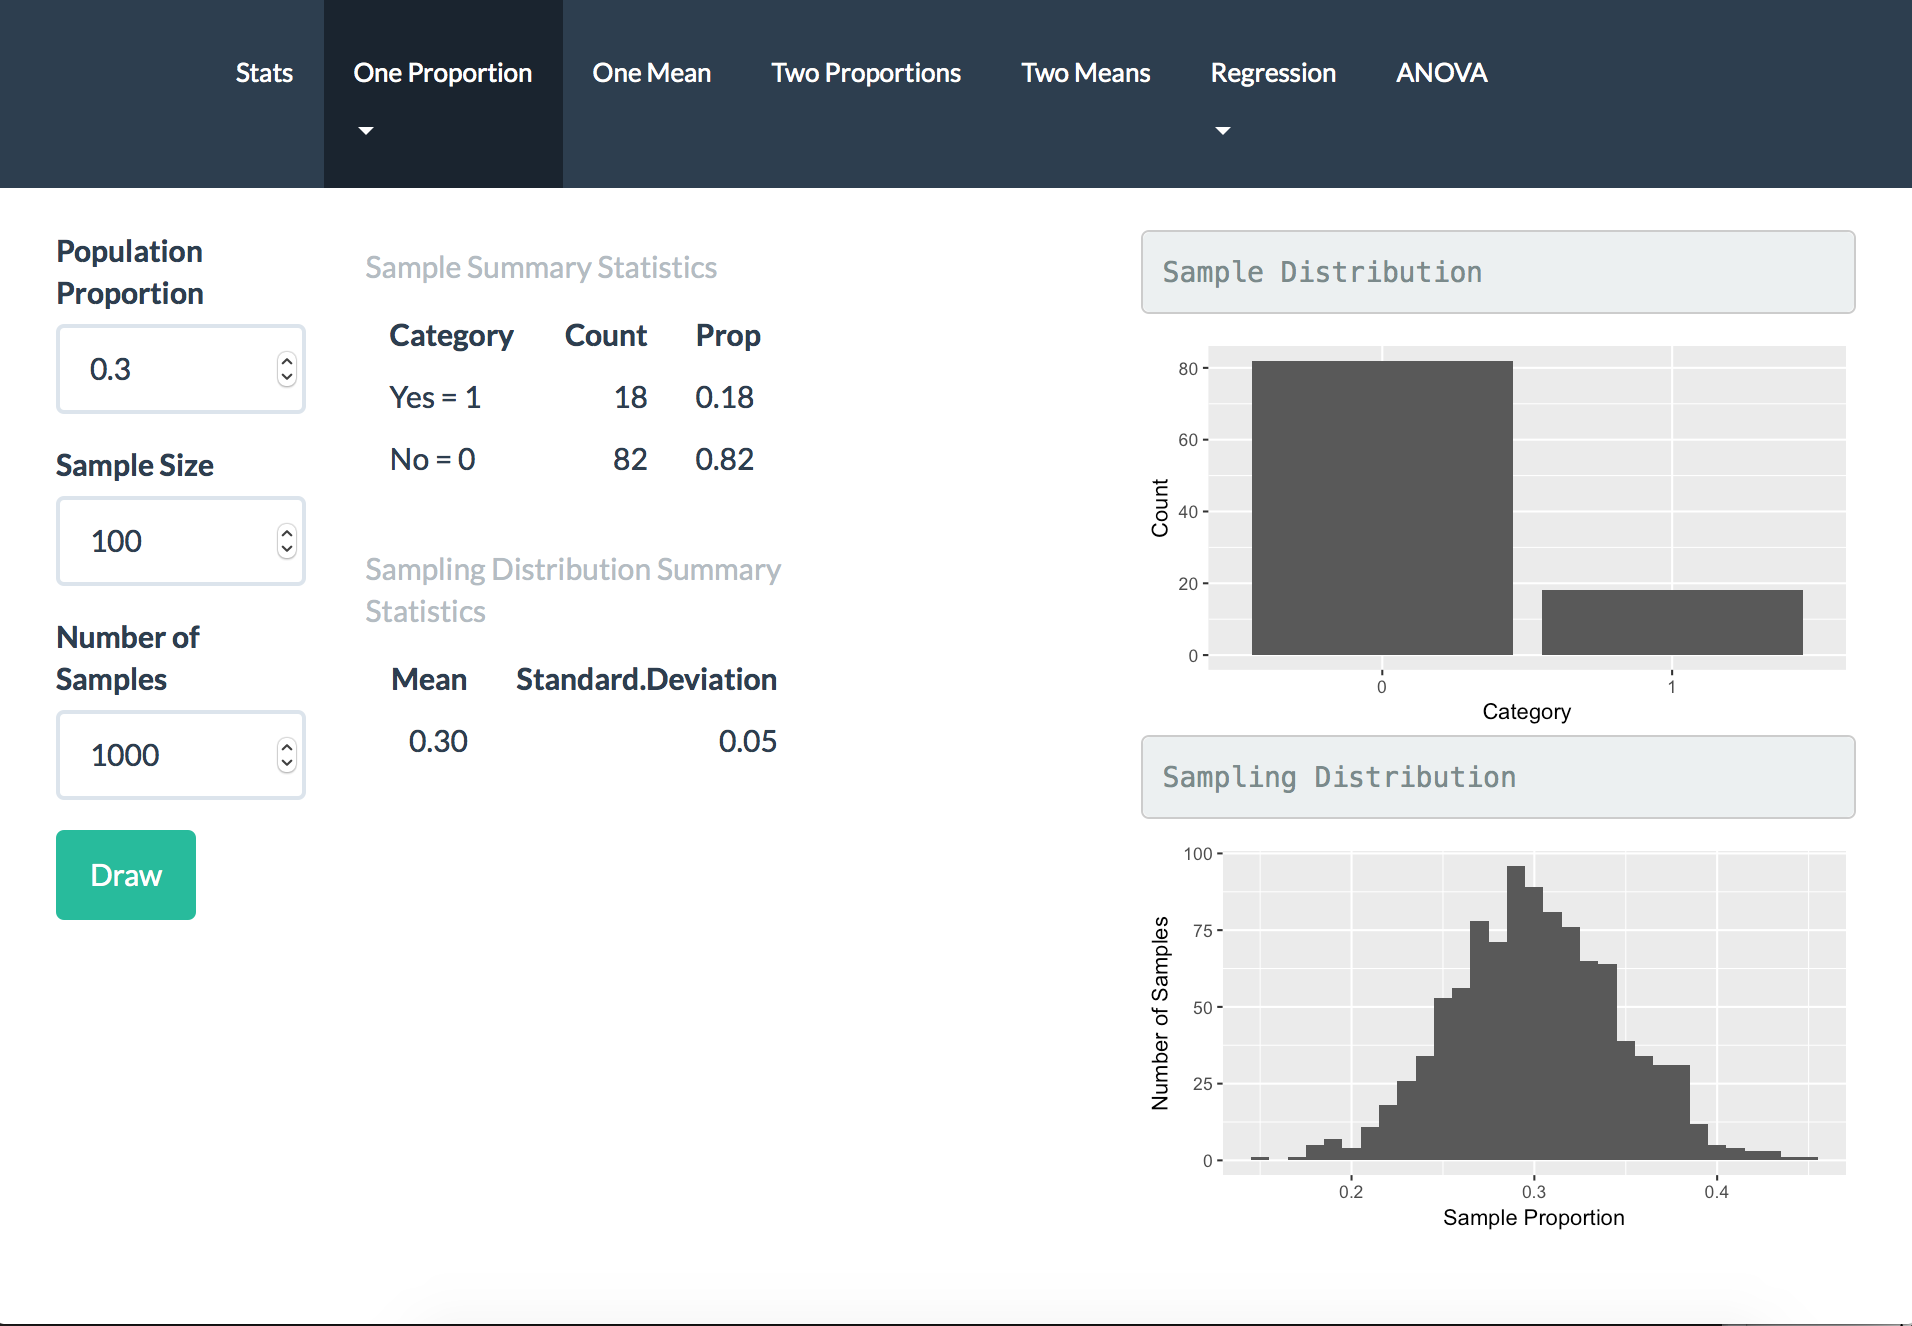 Stats One Proportion One Mean Two Proportions Two Means Regression ANOVA
Population
Proportion
0.3
Sample Size
100
Number of
Samples
1000
Draw
Sample Summary Statistics
Category Count Prop
Yes = 1 18 0.18
No = 0 82 0.82
Sampling Distribution Summary
Statistics
Mean Standard.Deviation
0.30 0.05
Sample Distribution
Count
80
60
40
20
0
0 1
Category
Sampling Distribution
Number of Samples
100
75
50
25
0
0.2 0.3 0.4
Sample Proportion